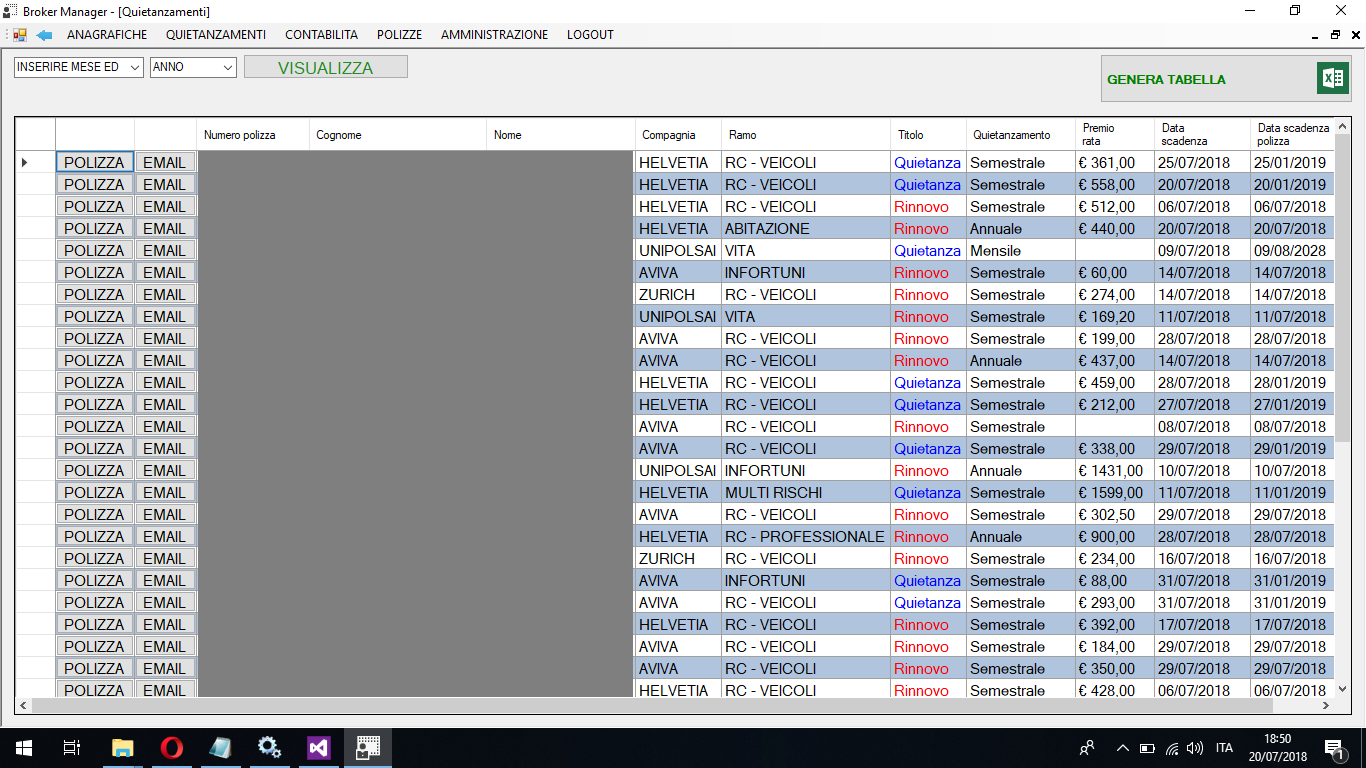 Broker Manager - [Quietanzamenti]
ANAGRAFICHE QUIETANZAMENTI CONTABILITA POLIZZE AMMINISTRAZIONE LOGOUT
INSERIRE MESE ED ANNO VISUALIZZA GENERA TABELLA
Numero polizza Cognome Nome Compagnia Ramo Titolo Quietanzamento Premio rata Data scadenza Data scadenza polizza
POLIZZA EMAIL HELVETIA RC - VEICOLI Quietanza Semestrale € 361,00 25/07/2018 25/01/2019
POLIZZA EMAIL HELVETIA RC - VEICOLI Quietanza Semestrale € 558,00 20/07/2018 20/01/2019
POLIZZA EMAIL HELVETIA RC - VEICOLI Rinnovo Semestrale € 512,00 06/07/2018 06/07/2018
POLIZZA EMAIL HELVETIA ABITAZIONE Rinnovo Annuale € 440,00 20/07/2018 20/07/2018
POLIZZA EMAIL UNIPOLSAI VITA Quietanza Mensile 09/07/2018 09/08/2028
POLIZZA EMAIL AVIVA INFORTUNI Rinnovo Semestrale € 60,00 14/07/2018 14/07/2018
POLIZZA EMAIL ZURICH RC - VEICOLI Rinnovo Semestrale € 274,00 14/07/2018 14/07/2018
POLIZZA EMAIL UNIPOLSAI VITA Rinnovo Semestrale € 169,20 11/07/2018 11/07/2018
POLIZZA EMAIL AVIVA RC - VEICOLI Rinnovo Semestrale € 199,00 28/07/2018 28/07/2018
POLIZZA EMAIL AVIVA RC - VEICOLI Rinnovo Annuale € 437,00 14/07/2018 14/07/2018
POLIZZA EMAIL HELVETIA RC - VEICOLI Quietanza Semestrale € 459,00 28/07/2018 28/01/2019
POLIZZA EMAIL HELVETIA RC - VEICOLI Quietanza Semestrale € 212,00 27/07/2018 27/01/2019
POLIZZA EMAIL AVIVA RC - VEICOLI Rinnovo Semestrale 08/07/2018 08/07/2018
POLIZZA EMAIL AVIVA RC - VEICOLI Quietanza Semestrale € 338,00 29/07/2018 29/01/2019
POLIZZA EMAIL UNIPOLSAI INFORTUNI Rinnovo Annuale € 1431,00 10/07/2018 10/07/2018
POLIZZA EMAIL HELVETIA MULTI RISCHI Quietanza Semestrale € 1599,00 11/07/2018 11/01/2019
POLIZZA EMAIL AVIVA RC - VEICOLI Rinnovo Semestrale € 302,50 29/07/2018 29/07/2018
POLIZZA EMAIL HELVETIA RC - PROFESSIONALE Rinnovo Annuale € 900,00 28/07/2018 28/07/2018
POLIZZA EMAIL ZURICH RC - VEICOLI Rinnovo Semestrale € 234,00 16/07/2018 16/07/2018
POLIZZA EMAIL AVIVA INFORTUNI Quietanza Semestrale € 88,00 31/07/2018 31/01/2019
POLIZZA EMAIL AVIVA RC - VEICOLI Quietanza Semestrale € 293,00 31/07/2018 31/01/2019
POLIZZA EMAIL HELVETIA RC - VEICOLI Rinnovo Semestrale € 392,00 17/07/2018 17/07/2018
POLIZZA EMAIL AVIVA RC - VEICOLI Rinnovo Semestrale € 184,00 29/07/2018 29/07/2018
POLIZZA EMAIL AVIVA RC - VEICOLI Rinnovo Semestrale € 350,00 29/07/2018 29/07/2018
POLIZZA EMAIL HELVETIA RC - VEICOLI Rinnovo Semestrale € 428,00 06/07/2018 06/07/2018
ITA 18:50
20/07/2018 1